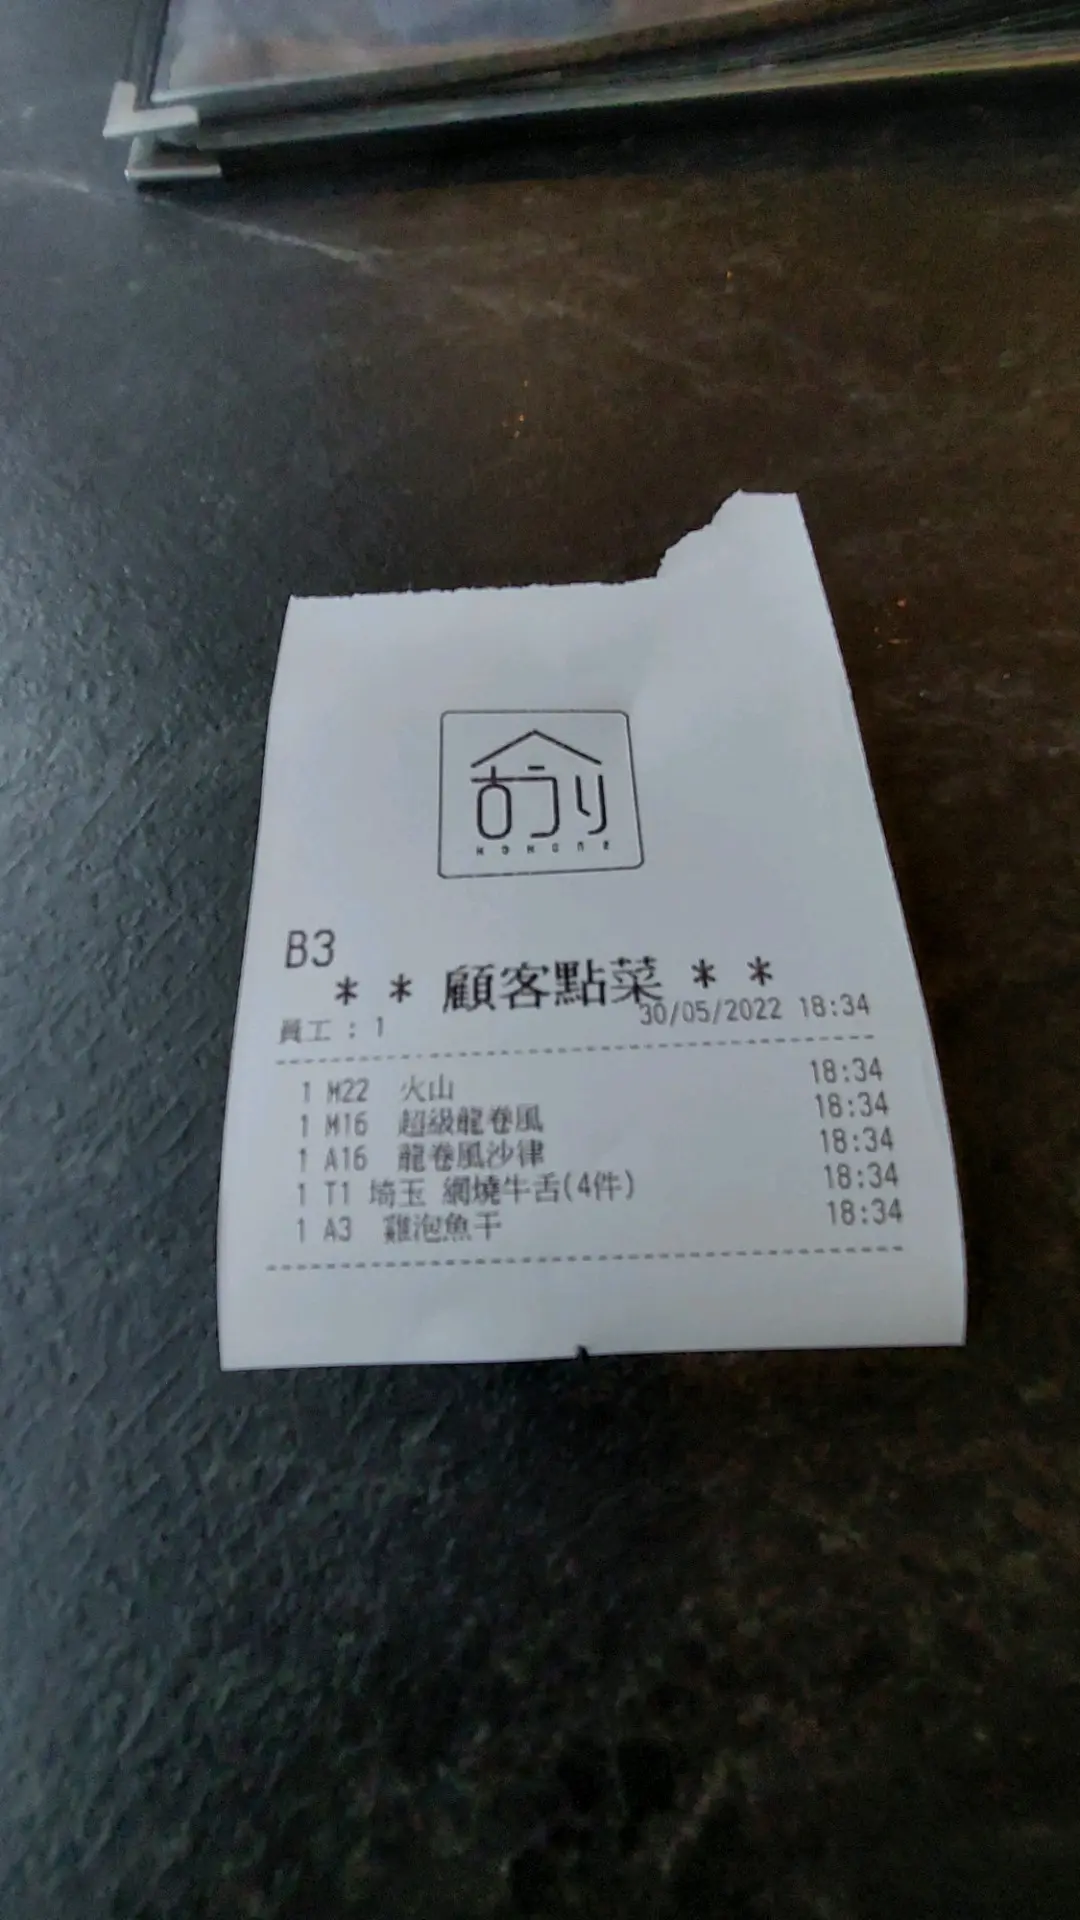 B3
* * 顧客點菜 * *
員工 : 1 30/05/2022 18:34
1 M22 火山 18:34
1 M16 超級龍卷風 18:34
1 A16 龍卷風沙律 18:34
1 T1 埼玉 網燒牛舌(4件) 18:34
1 A3 雞泡魚干 18:34